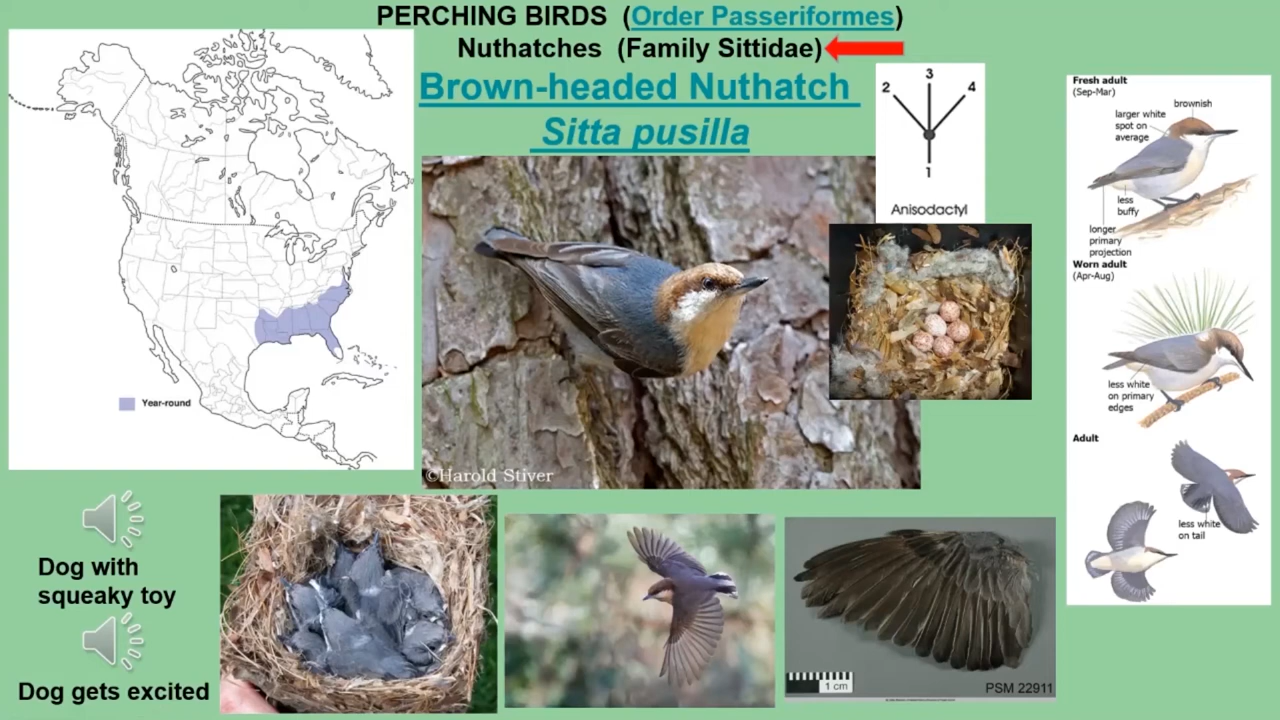 PERCHING BIRDS (Order Passeriformes)
Nuthatches (Family Sittidae)
Brown-headed Nuthatch
Sitta pusilla
Year-round
©Harold Stiver
2
3
4
1
Anisodactyl
Fresh adult
(Sep-Mar)
brownish
larger white
spot on
average
less
buffy
longer
primary
projection
Worn adult
(Apr-Aug)
less white
on primary
edges
Adult
less white
on tail
Dog with
squeaky toy
Dog gets excited
1 cm
PSM 22911